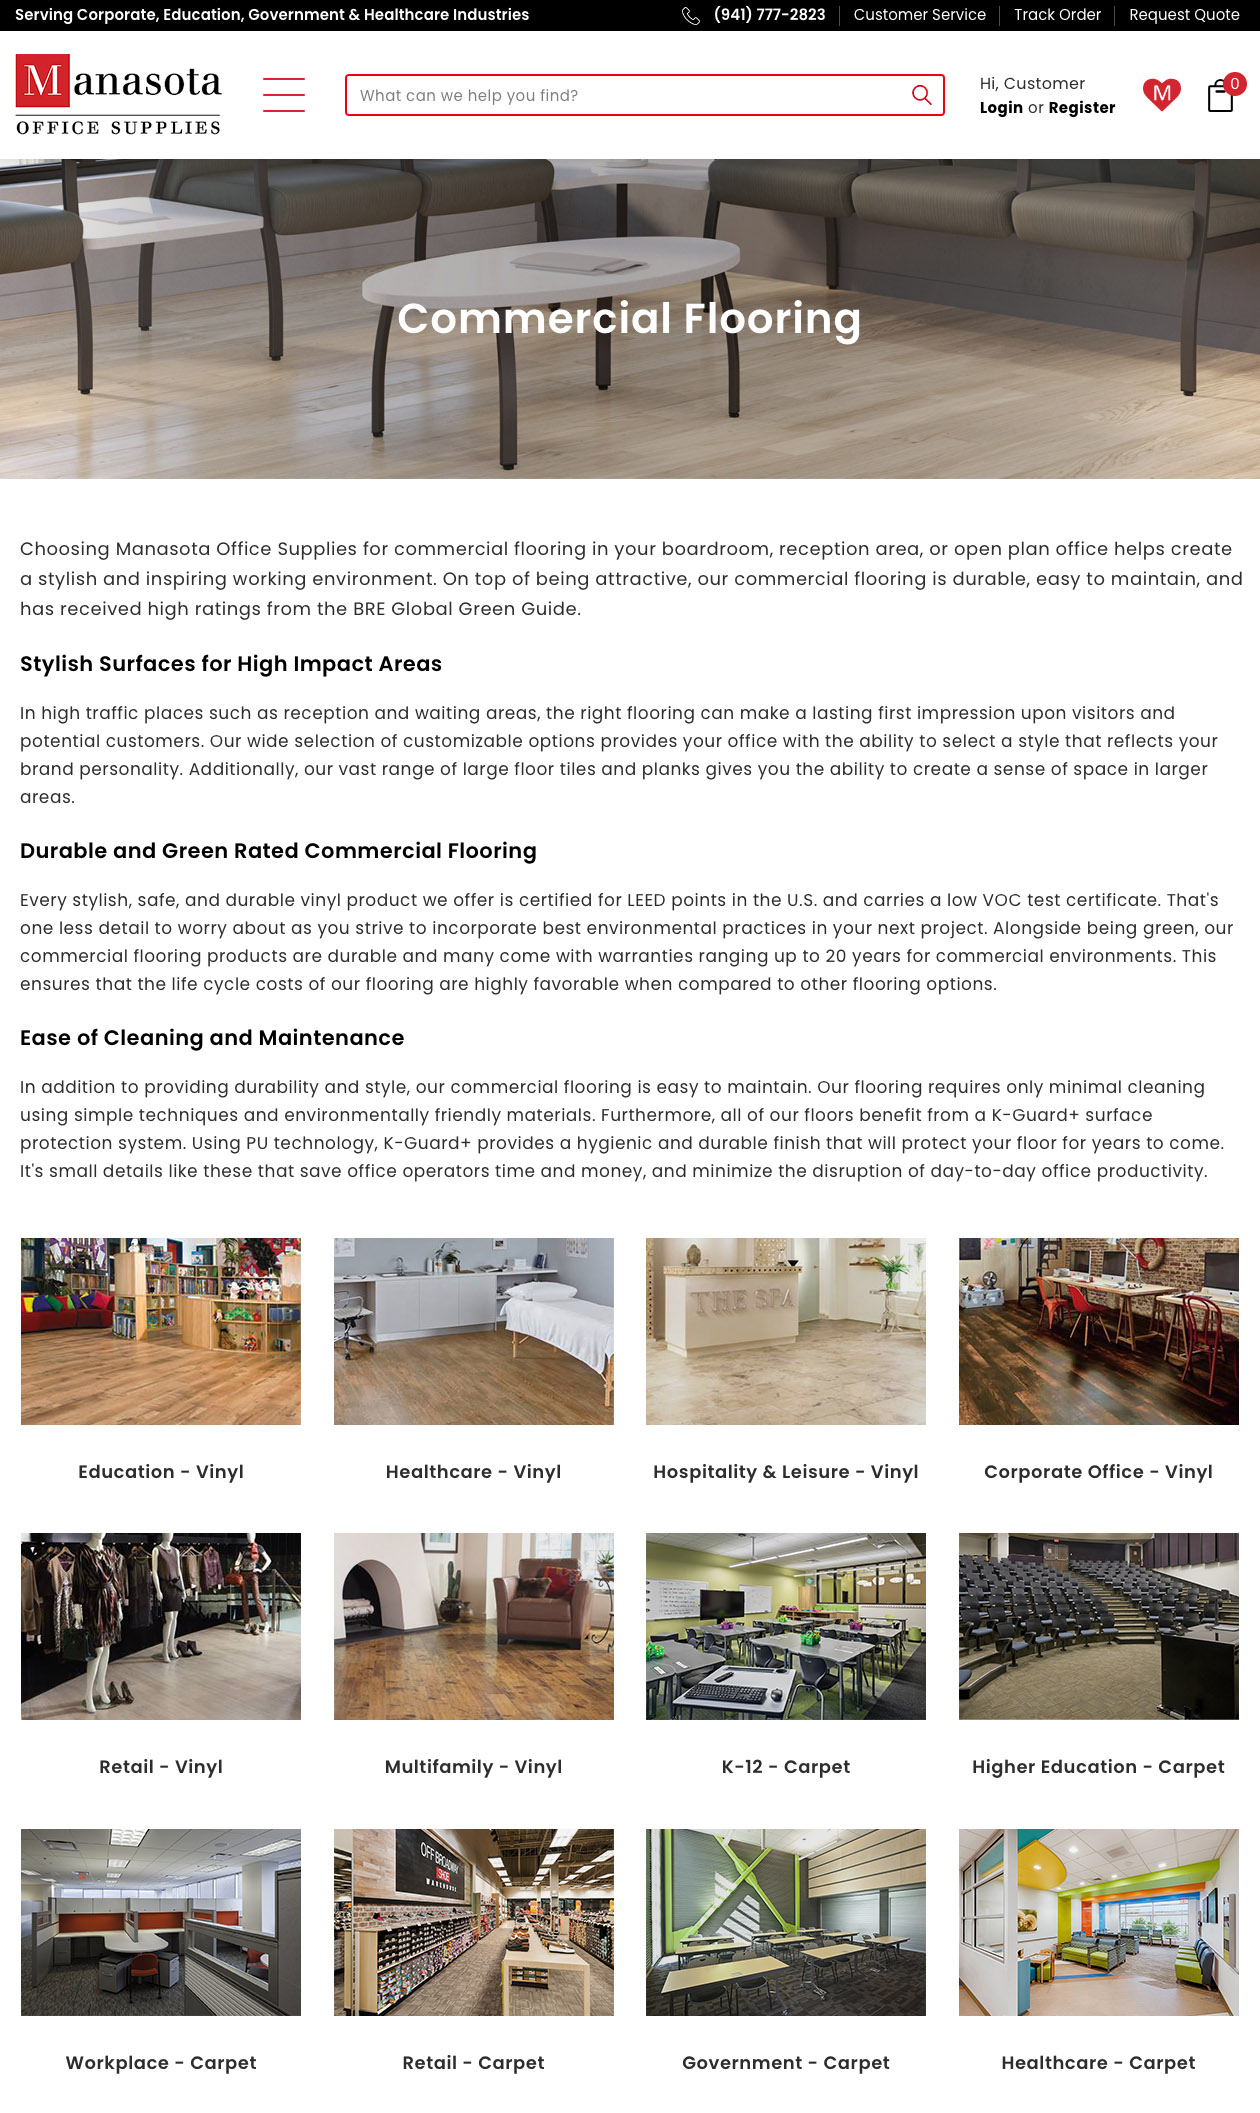 Serving Corporate, Education, Government & Healthcare Industries
(941) 777-2823
Customer Service
Track Order
Request Quote
Manasota
OFFICE SUPPLIES
What can we help you find?
Hi, Customer
Login or Register
M
0
Commercial Flooring
Choosing Manasota Office Supplies for commercial flooring in your boardroom, reception area, or open plan office helps create
a stylish and inspiring working environment. On top of being attractive, our commercial flooring is durable, easy to maintain, and
has received high ratings from the BRE Global Green Guide.
Stylish Surfaces for High Impact Areas
In high traffic places such as reception and waiting areas, the right flooring can make a lasting first impression upon visitors and
potential customers. Our wide selection of customizable options provides your office with the ability to select a style that reflects your
brand personality. Additionally, our vast range of large floor tiles and planks gives you the ability to create a sense of space in larger
areas.
Durable and Green Rated Commercial Flooring
Every stylish, safe, and durable vinyl product we offer is certified for LEED points in the U.S. and carries a low VOC test certificate. That's
one less detail to worry about as you strive to incorporate best environmental practices in your next project. Alongside being green, our
commercial flooring products are durable and many come with warranties ranging up to 20 years for commercial environments. This
ensures that the life cycle costs of our flooring are highly favorable when compared to other flooring options.
Ease of Cleaning and Maintenance
In addition to providing durability and style, our commercial flooring is easy to maintain. Our flooring requires only minimal cleaning
using simple techniques and environmentally friendly materials. Furthermore, all of our floors benefit from a K-Guard+ surface
protection system. Using PU technology, K-Guard+ provides a hygienic and durable finish that will protect your floor for years to come.
It's small details like these that save office operators time and money, and minimize the disruption of day-to-day office productivity.
THE SPA
Education - Vinyl
Healthcare - Vinyl
Hospitality & Leisure - Vinyl
Corporate Office - Vinyl
Retail - Vinyl
Multifamily - Vinyl
K-12 - Carpet
Higher Education - Carpet
OFF BROADWAY
SHOE
WAREHOUSE
Workplace - Carpet
Retail - Carpet
Government - Carpet
Healthcare - Carpet